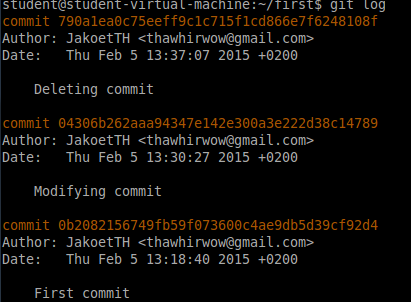 student@student-virtual-machine:~/first$ git log
commit 790a1ea0c75eeff9c1c715f1cd866e7f6248108f
Author: JakoetTH <thawhirwow@gmail.com>
Date:   Thu Feb 5 13:37:07 2015 +0200
Deleting commit
commit 04306b262aaa94347e142e300a3e222d38c14789
Author: JakoetTH <thawhirwow@gmail.com>
Date:   Thu Feb 5 13:30:27 2015 +0200
Modifying commit
commit 0b2082156749fb59f073600c4ae9db5d39cf92d4
Author: JakoetTH <thawhirwow@gmail.com>
Date:   Thu Feb 5 13:18:40 2015 +0200
First commit